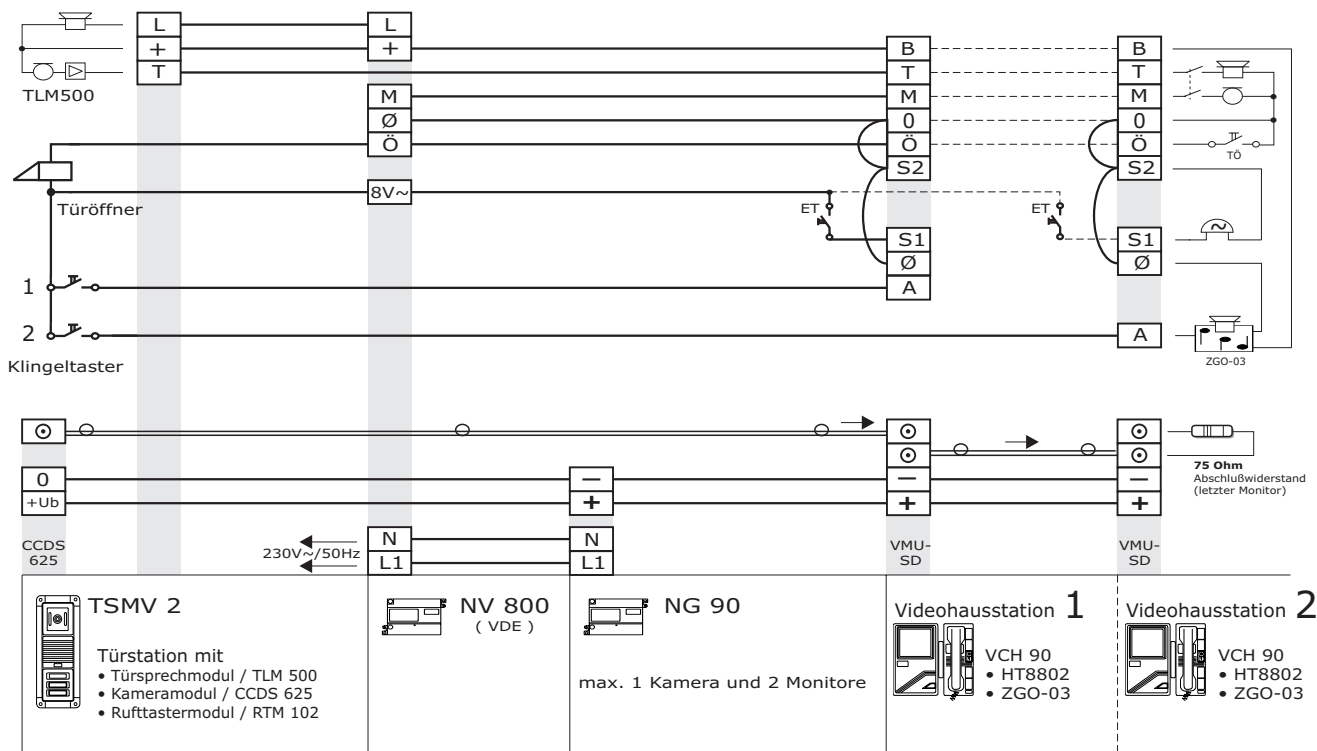 L
L
+
+
B
B
T
T
T
TLM500
M
M
M
Ø
0
0
Ö
Ö
Ö
TÖ
S2
S2
8V~
Türöffner
ET
ET
S1
S1
~
Ø
Ø
1
A
2
A
Klingeltaster
ZGO-03
0
—
—
—
75 Ohm
Abschlußwiderstand
(letzter Monitor)
+Ub
+
+
+
CCDS
625
230V~/50Hz
N
N
L1
L1
VMU-
SD
VMU-
SD
TSMV 2
Türstation mit
• Türsprechmodul / TLM 500
• Kameramodul / CCDS 625
• Rufttastermodul / RTM 102
NV 800
( VDE )
NG 90
max. 1 Kamera und 2 Monitore
Videohausstation 1
VCH 90
• HT8802
• ZGO-03
Videohausstation 2
VCH 90
• HT8802
• ZGO-03